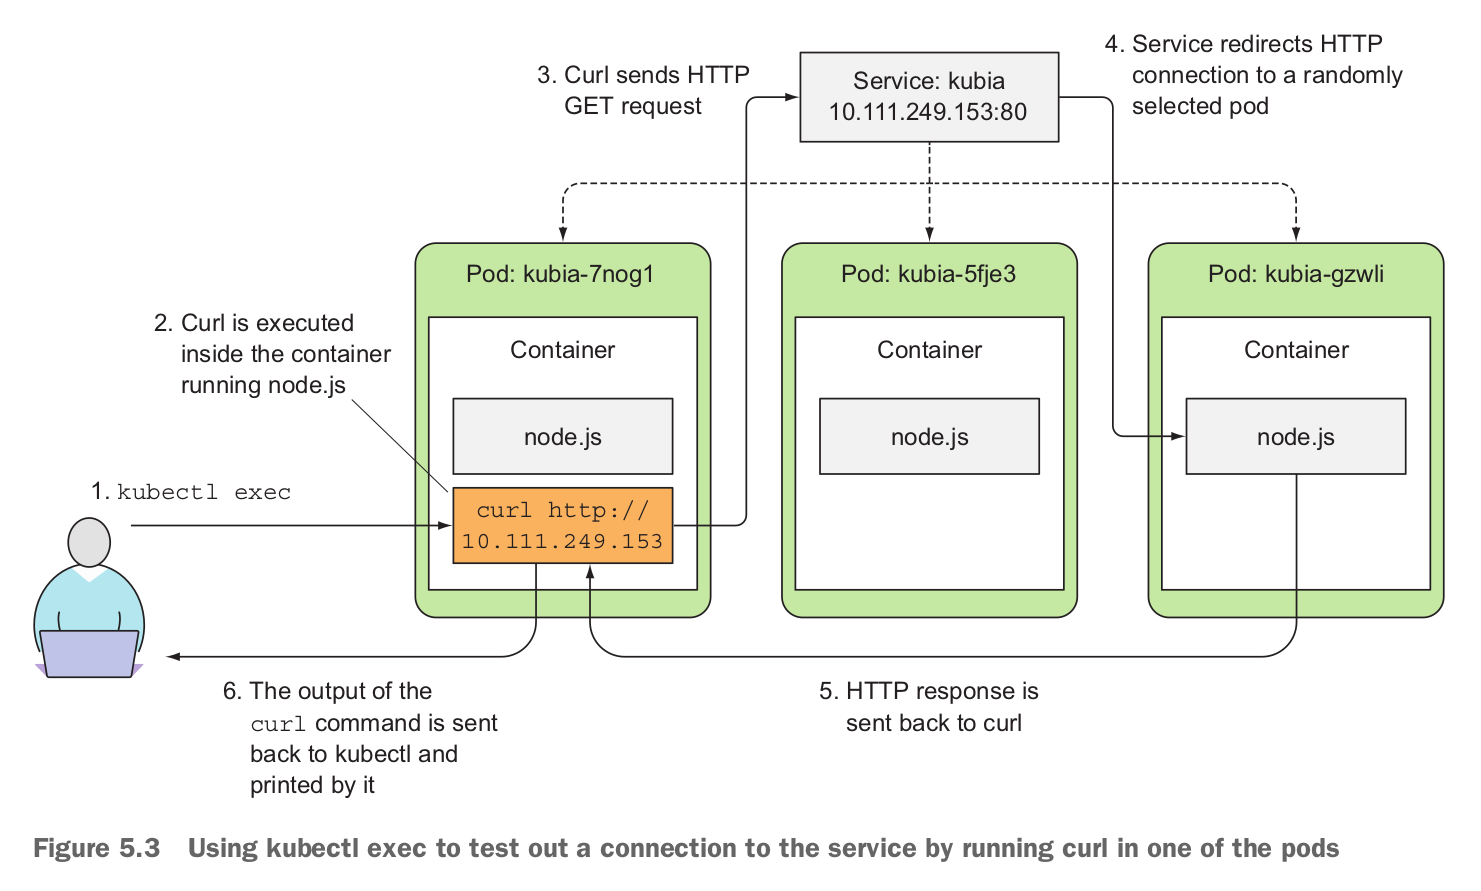 3. Curl sends HTTP
GET request
Service: kubia
10.111.249.153:80
4. Service redirects HTTP
connection to a randomly
selected pod
Pod: kubia-7nog1
Pod: kubia-5fje3
Pod: kubia-gzwli
2. Curl is executed
inside the container
running node.js
Container
Container
Container
node.js
node.js
node.js
1. kubectl exec
curl http://
10.111.249.153
6. The output of the
curl command is sent
back to kubectl and
printed by it
5. HTTP response is
sent back to curl
Figure 5.3 Using kubectl exec to test out a connection to the service by running curl in one of the pods